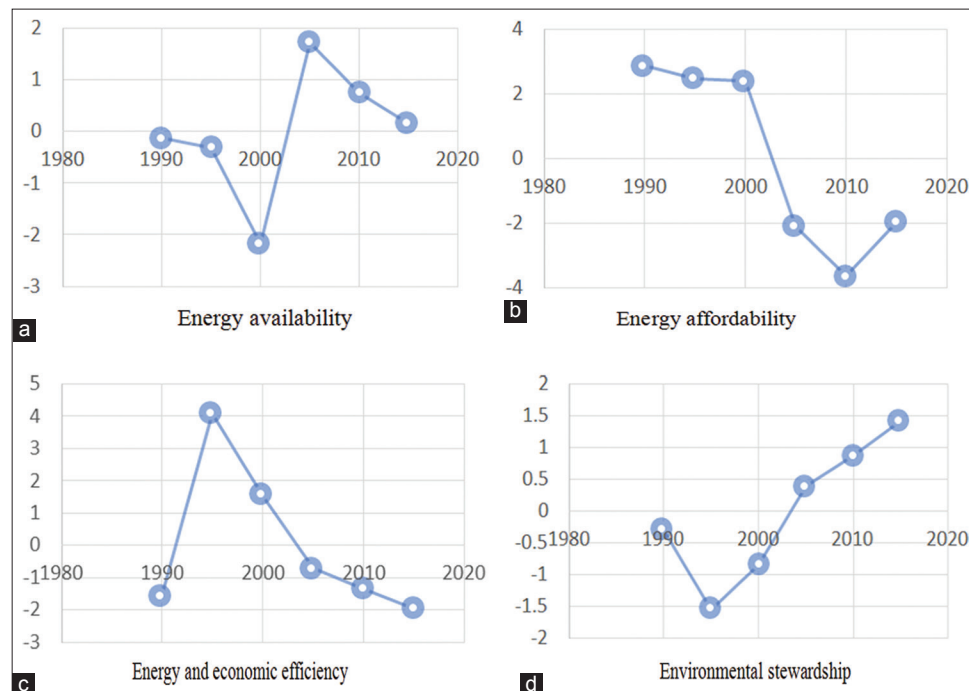 2
1
0
1980 1990 2000 2010 2020
-1
-2
-3
a
Energy availability
4
2
0
1980 1990 2000 2010 2020
-2
-4
b
Energy affordability
5
4
3
2
1
0
-1
1980 1990 2000 2010 2020
-2
-3
c
Energy and economic efficiency
2
1.5
1
0.5
0
-0.5
1980 1990 2000 2010 2020
-1
-1.5
-2
d
Environmental stewardship